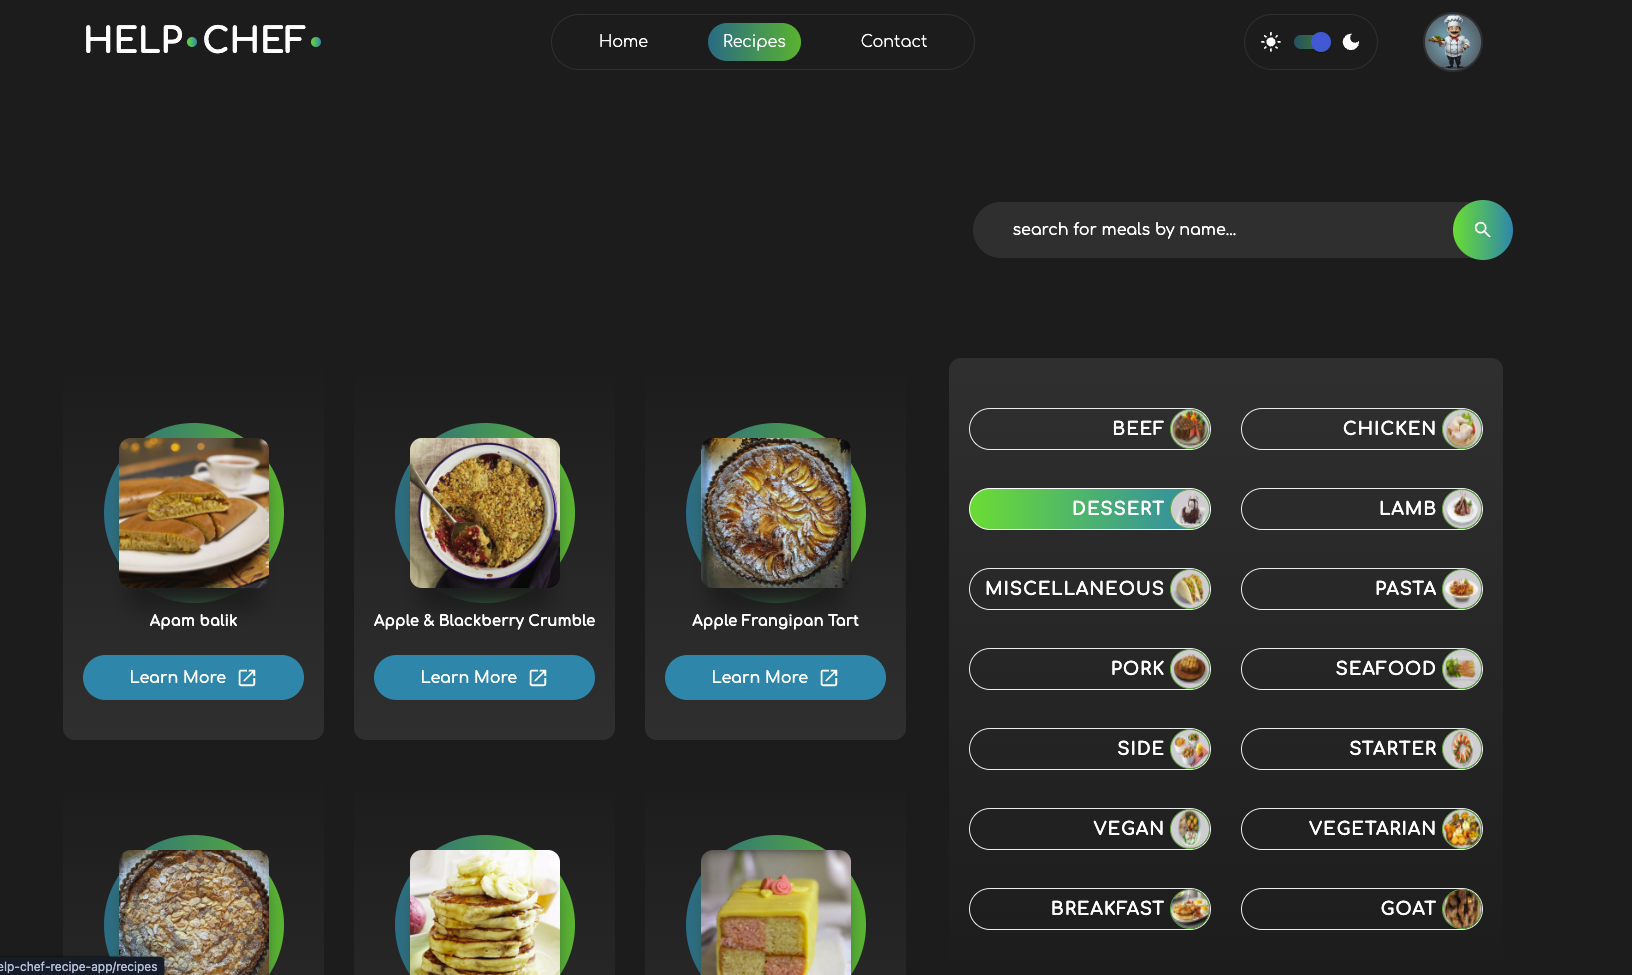 HELP CHEF
Home
Recipes
Contact
search for meals by name...
Apam balik
Apple & Blackberry Crumble
Apple Frangipan Tart
Learn More
Learn More
Learn More
BEEF
CHICKEN
DESSERT
LAMB
MISCELLANEOUS
PASTA
PORK
SEAFOOD
SIDE
STARTER
VEGAN
VEGETARIAN
BREAKFAST
GOAT
elp-chef-recipe-app/recipes